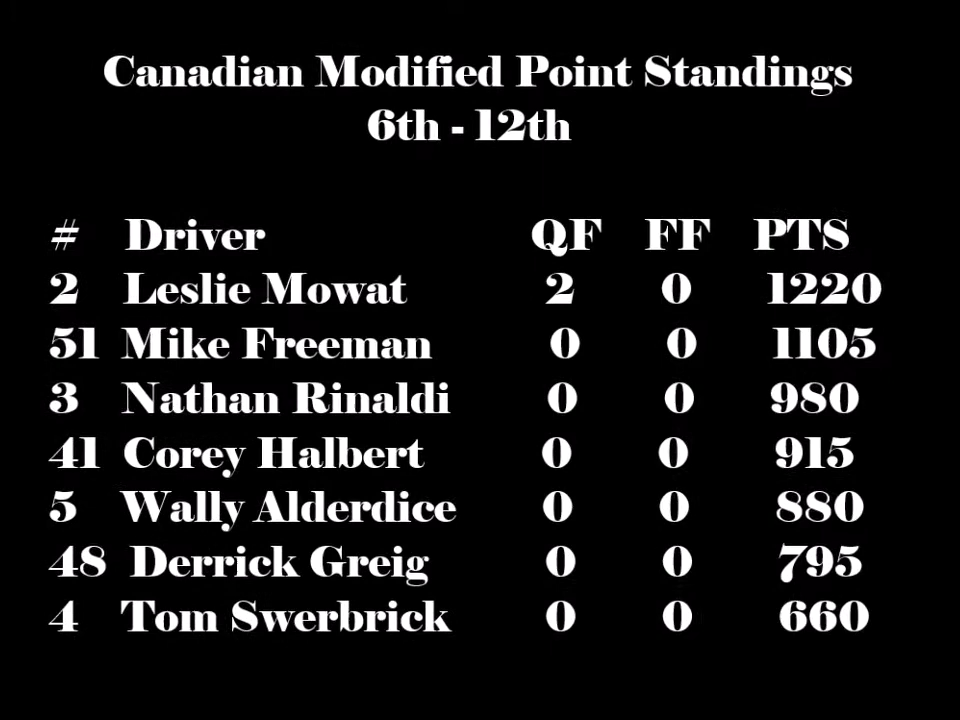 Canadian Modified Point Standings
6th - 12th
# Driver QF FF PTS
2 Leslie Mowat 2 0 1220
51 Mike Freeman 0 0 1105
3 Nathan Rinaldi 0 0 980
41 Corey Halbert 0 0 915
5 Wally Alderdice 0 0 880
48 Derrick Greig 0 0 795
4 Tom Swerbrick 0 0 660